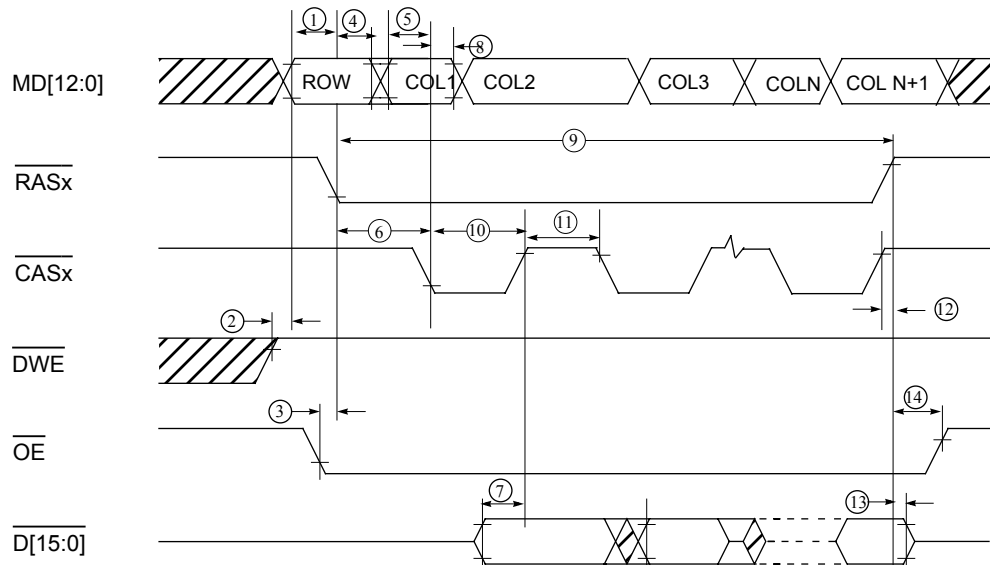 ① ④ ⑤
⑧
MD[12:0] ROW COL1 COL2 COL3 COLN COL N+1
⑨
RASx
⑥ ⑩ ⑪
CASx
② ⑫
DWE
③ ⑭
OE
⑦ ⑬
D[15:0]